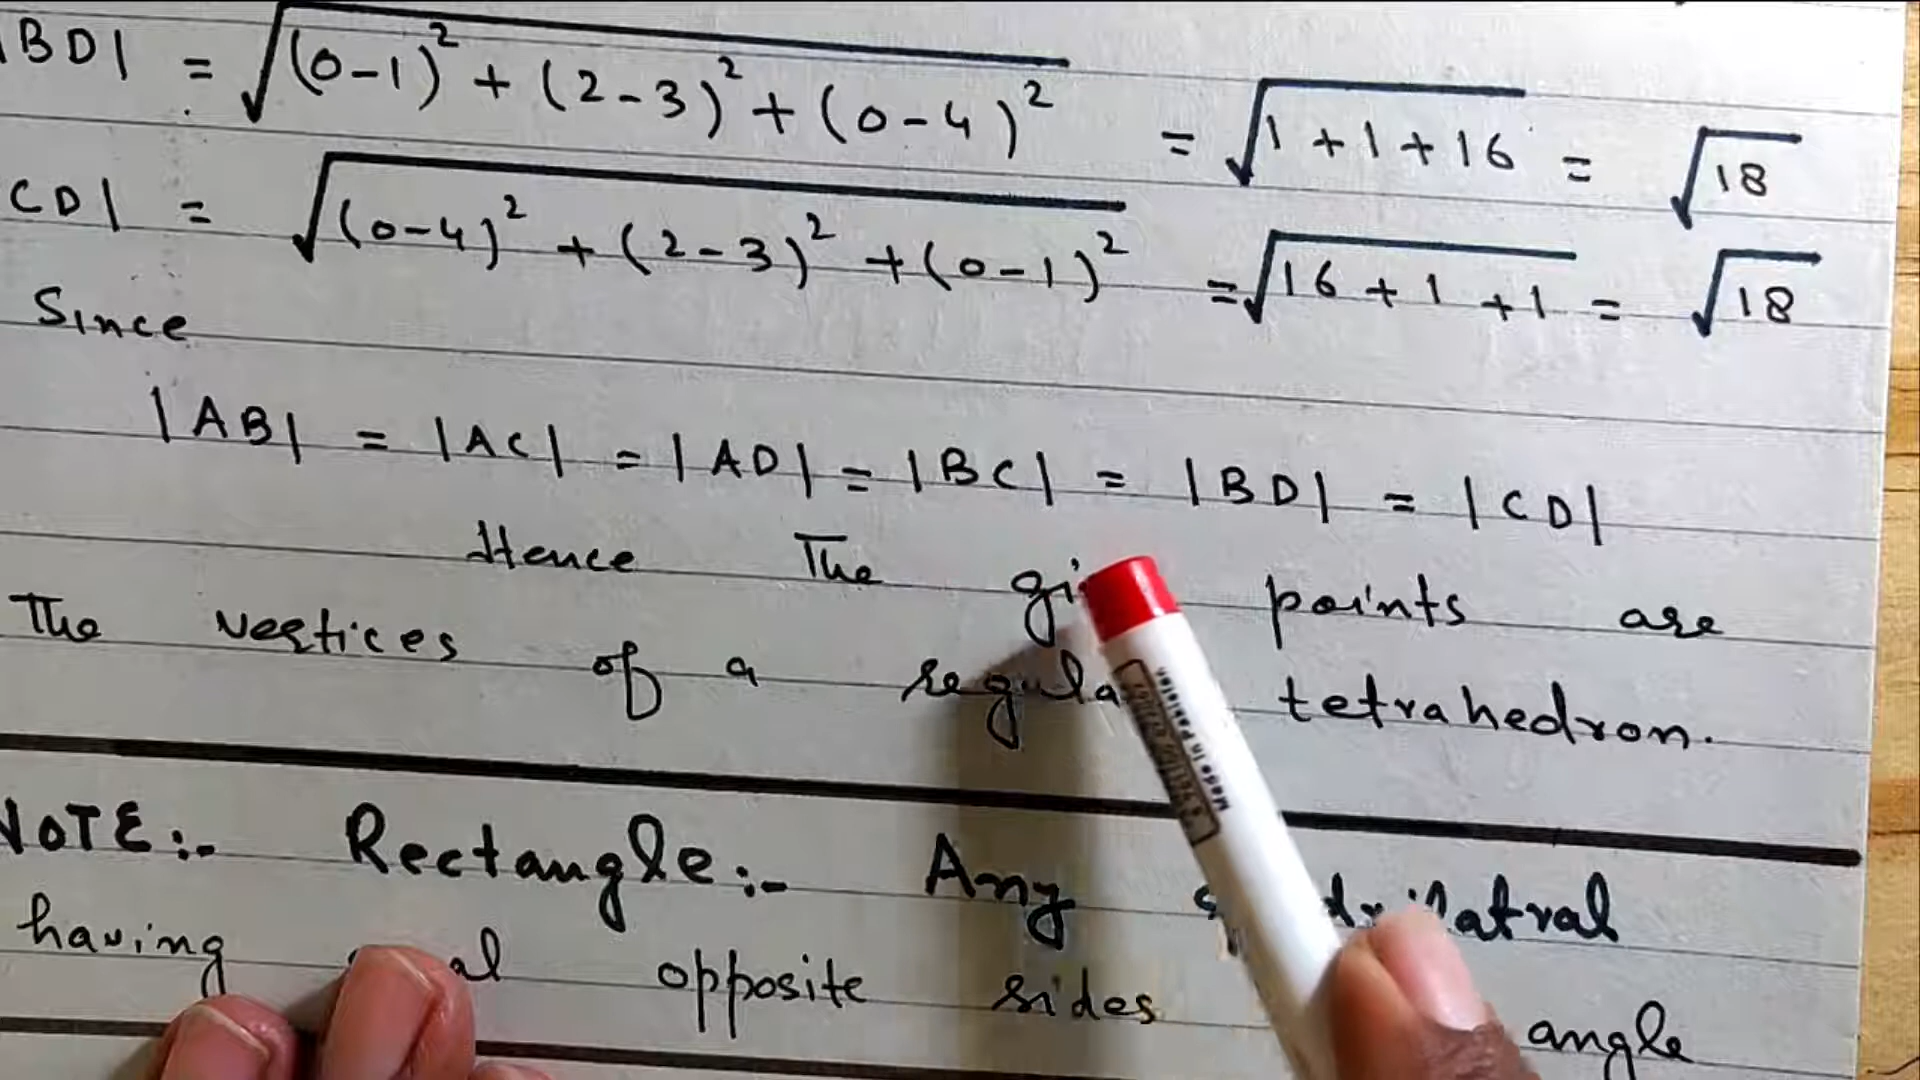 |BD| = √(0-1)² + (2-3)² + (0-4)² = √1+1+16 = √18
CD| = √(0-4)² + (2-3)² + (0-1)² = √16+1+1 = √18
Since
|AB| = |AC| = |AD| = |BC| = |BD| = |CD|
Hence The points are
The vertices of a tetrahedron.
NOTE:- Rectangle:- Any
having opposite sides angle
Made in Pakistan